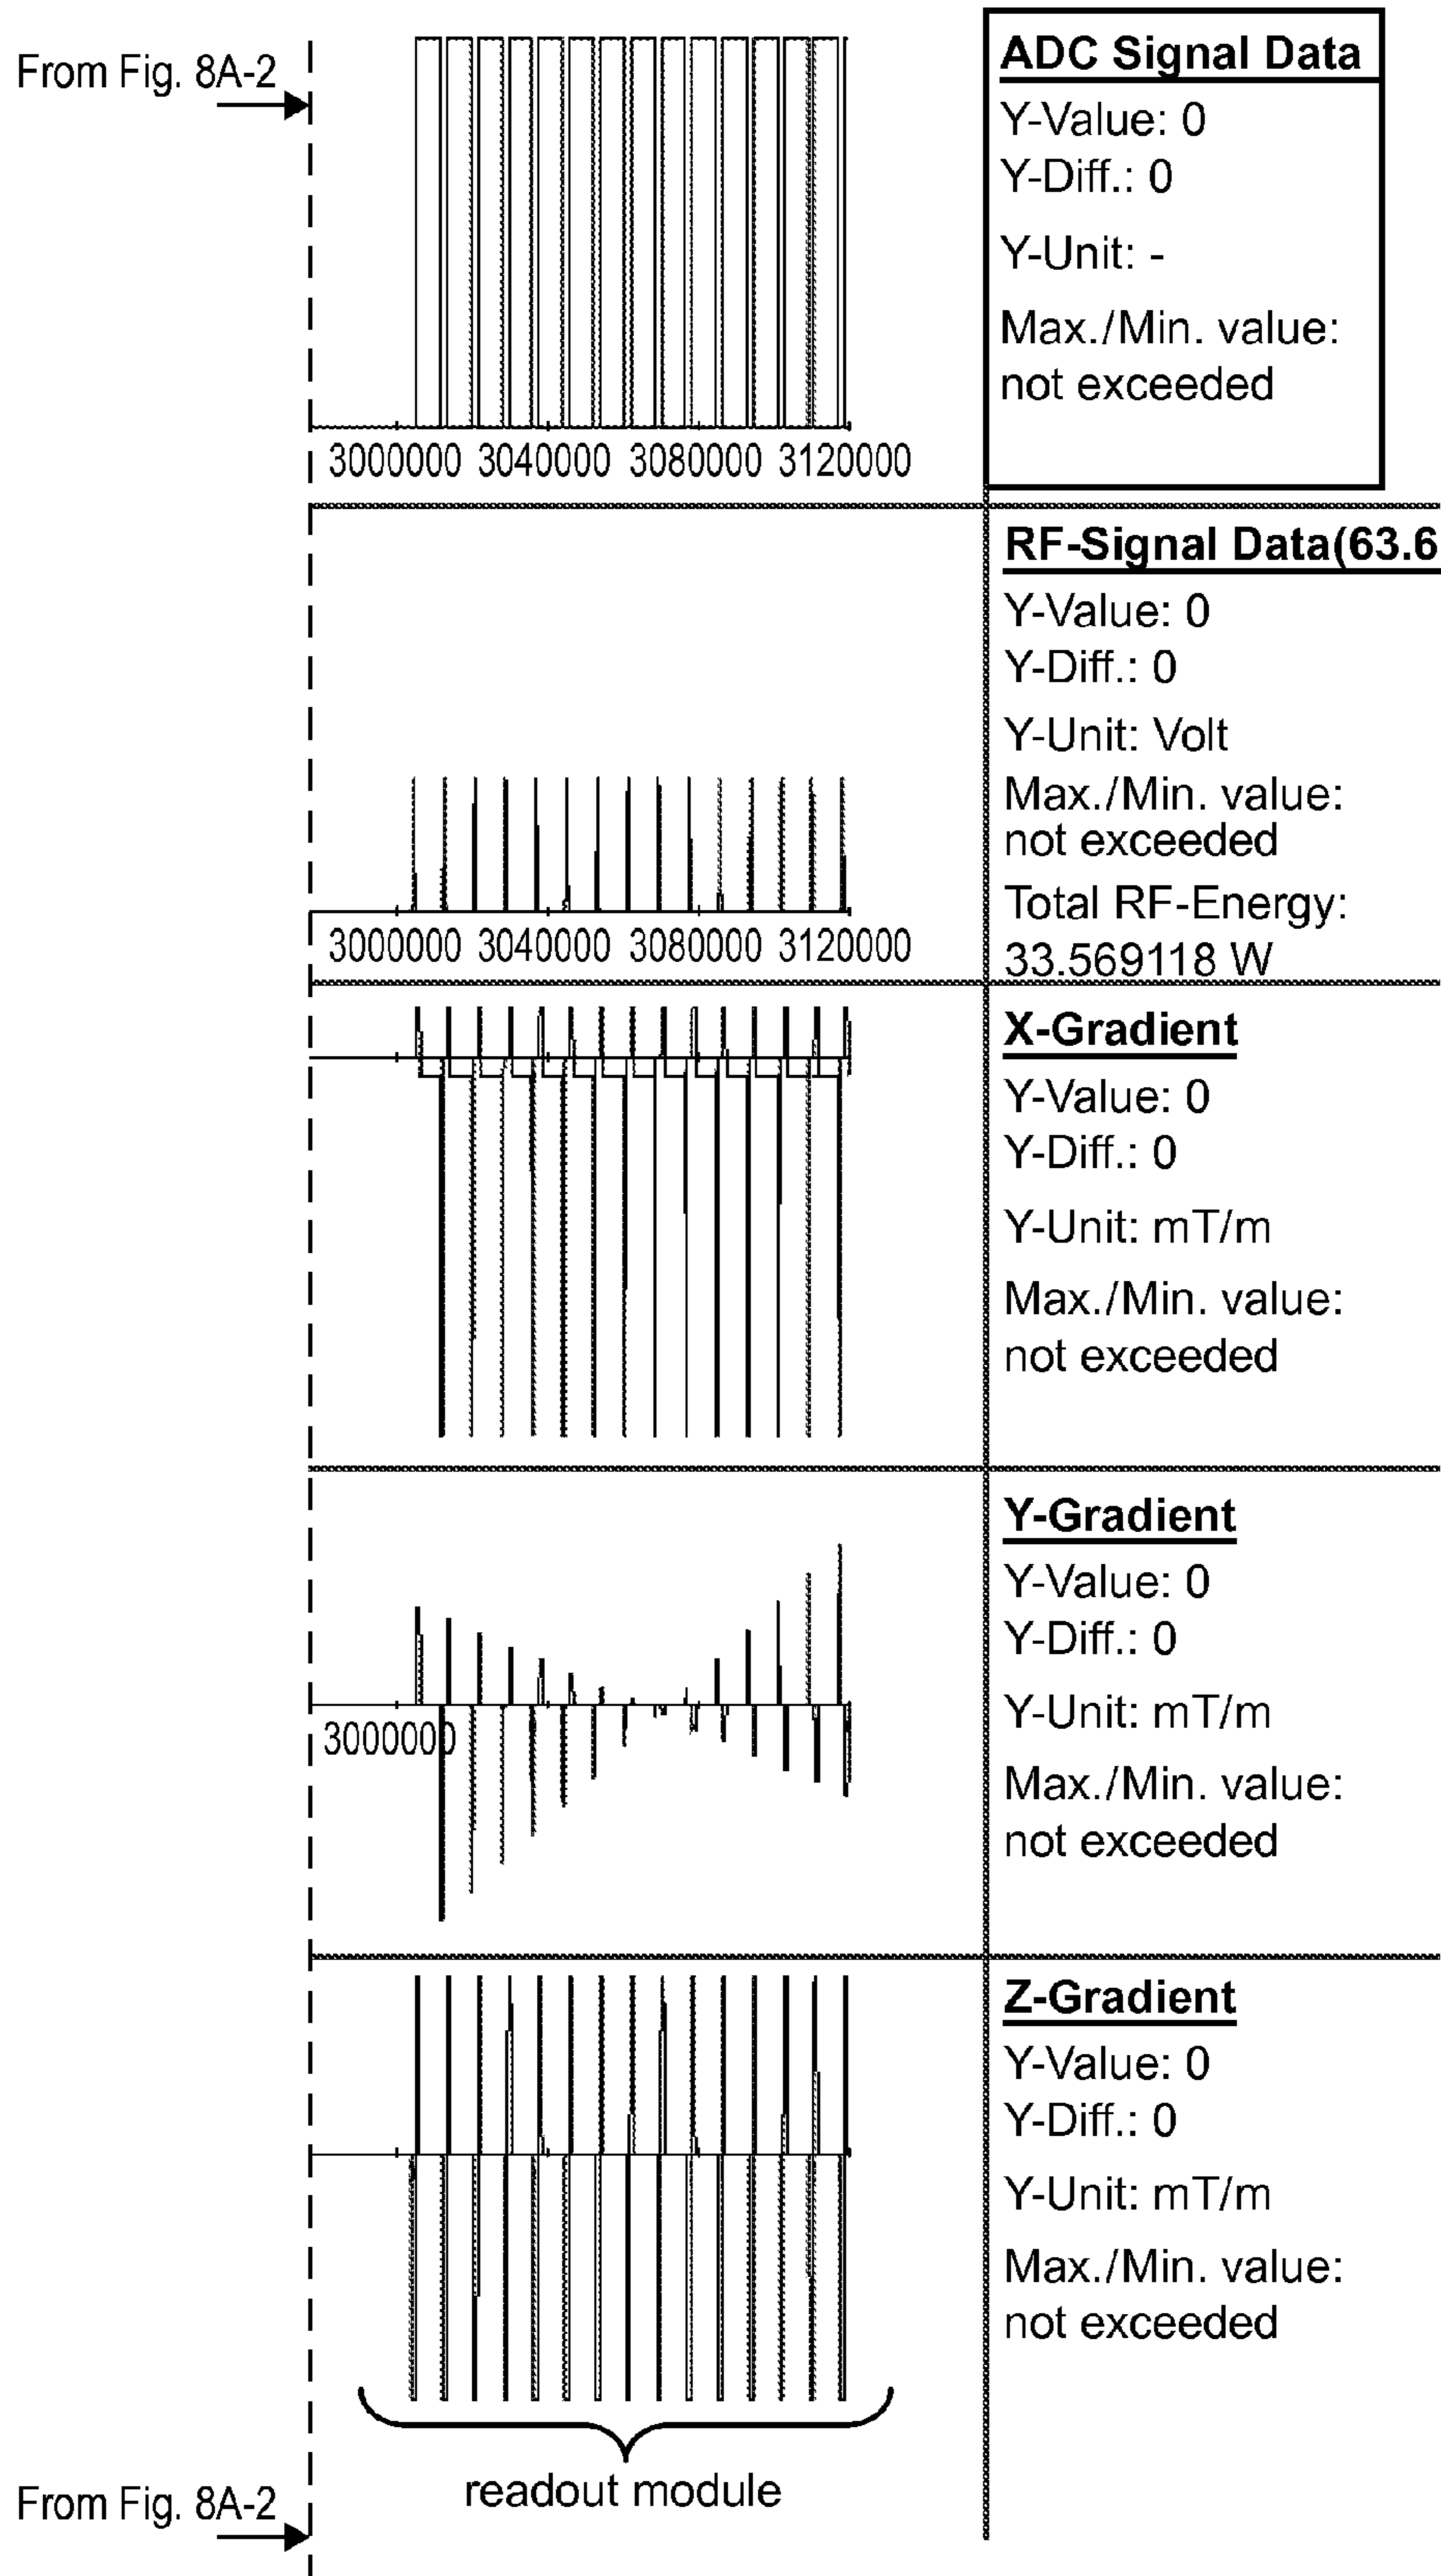 From Fig. 8A-2
ADC Signal Data
Y-Value: 0
Y-Diff.: 0
Y-Unit: -
Max./Min. value:
not exceeded
3000000 3040000 3080000 3120000
RF-Signal Data(63.6
Y-Value: 0
Y-Diff.: 0
Y-Unit: Volt
Max./Min. value:
not exceeded
Total RF-Energy:
33.569118 W
3000000 3040000 3080000 3120000
X-Gradient
Y-Value: 0
Y-Diff.: 0
Y-Unit: mT/m
Max./Min. value:
not exceeded
Y-Gradient
Y-Value: 0
Y-Diff.: 0
Y-Unit: mT/m
Max./Min. value:
not exceeded
3000000
Z-Gradient
Y-Value: 0
Y-Diff.: 0
Y-Unit: mT/m
Max./Min. value:
not exceeded
readout module
From Fig. 8A-2